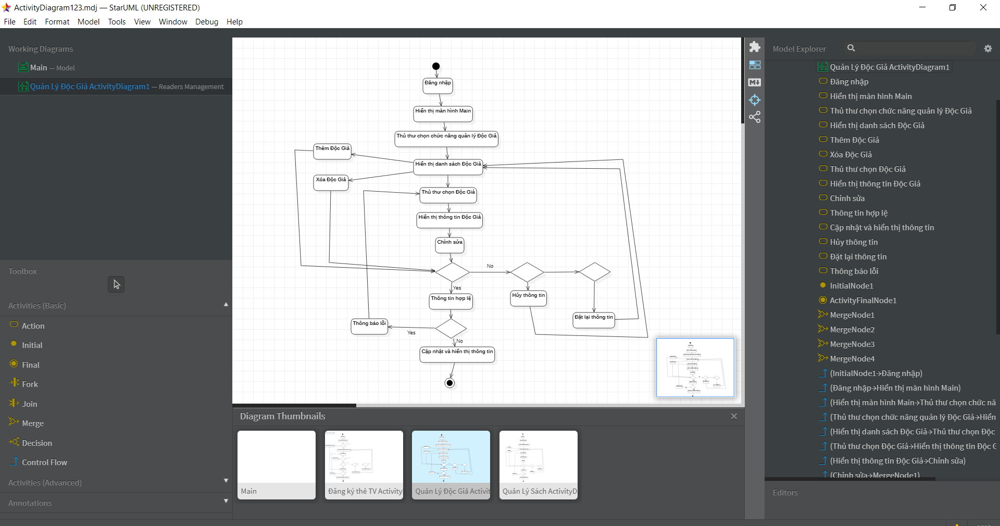 ActivityDiagram123.mdj — StarUML (UNREGISTERED)
File Edit Format Model Tools View Window Debug Help
Working Diagrams
Main — Model
Quản Lý Độc Giả ActivityDiagram1 — Readers Management
Toolbox
Activities (Basic)
Action
Initial
Final
Fork
Join
Merge
Decision
Control Flow
Activities (Advanced)
Annotations
Đăng nhập
Hiển thị màn hình Main
Thủ thư chọn chức năng quản lý Độc Giả
Thêm Độc Giả
Hiển thị danh sách Độc Giả
Xóa Độc Giả
Thủ thư chọn Độc Giả
Hiển thị thông tin Độc Giả
Chỉnh sửa
No
Yes
Hủy thông tin
Thông tin hợp lệ
Đặt lại thông tin
Thông báo lỗi
Yes
No
Cập nhật và hiển thị thông tin
Diagram Thumbnails
Main
Đăng ký thẻ TV Activity
Quản Lý Độc Giả Activit
Quản Lý Sách ActivityD
Model Explorer
Quản Lý Độc Giả ActivityDiagram1
Đăng nhập
Hiển thị màn hình Main
Thủ thư chọn chức năng quản lý Độc Giả
Hiển thị danh sách Độc Giả
Thêm Độc Giả
Xóa Độc Giả
Thủ thư chọn Độc Giả
Hiển thị thông tin Độc Giả
Chỉnh sửa
Thông tin hợp lệ
Cập nhật và hiển thị thông tin
Hủy thông tin
Đặt lại thông tin
Thông báo lỗi
InitialNode1
ActivityFinalNode1
MergeNode1
MergeNode2
MergeNode3
MergeNode4
(InitialNode1→Đăng nhập)
(Đăng nhập→Hiển thị màn hình Main)
(Hiển thị màn hình Main→Thủ thư chọn chức nă
(Thủ thư chọn chức năng quản lý Độc Giả→Hiển
(Hiển thị danh sách Độc Giả→Thủ thư chọn Độc
(Thủ thư chọn Độc Giả→Hiển thị thông tin Độc G
(Hiển thị thông tin Độc Giả→Chỉnh sửa)
(Chỉnh sửa→MergeNode1)
Editors